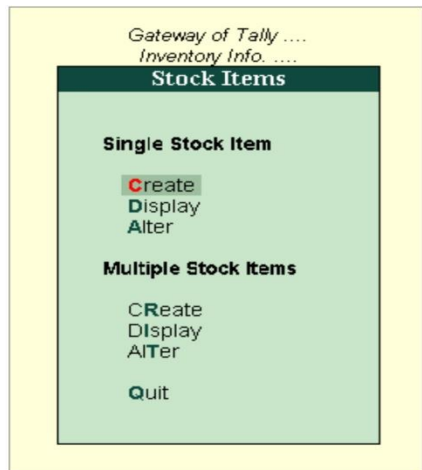 Gateway of Tally ....
Inventory Info. ....
Stock Items
Single Stock Item
Create
Display
Alter
Multiple Stock Items
CReate
DIsplay
AlTer
Quit